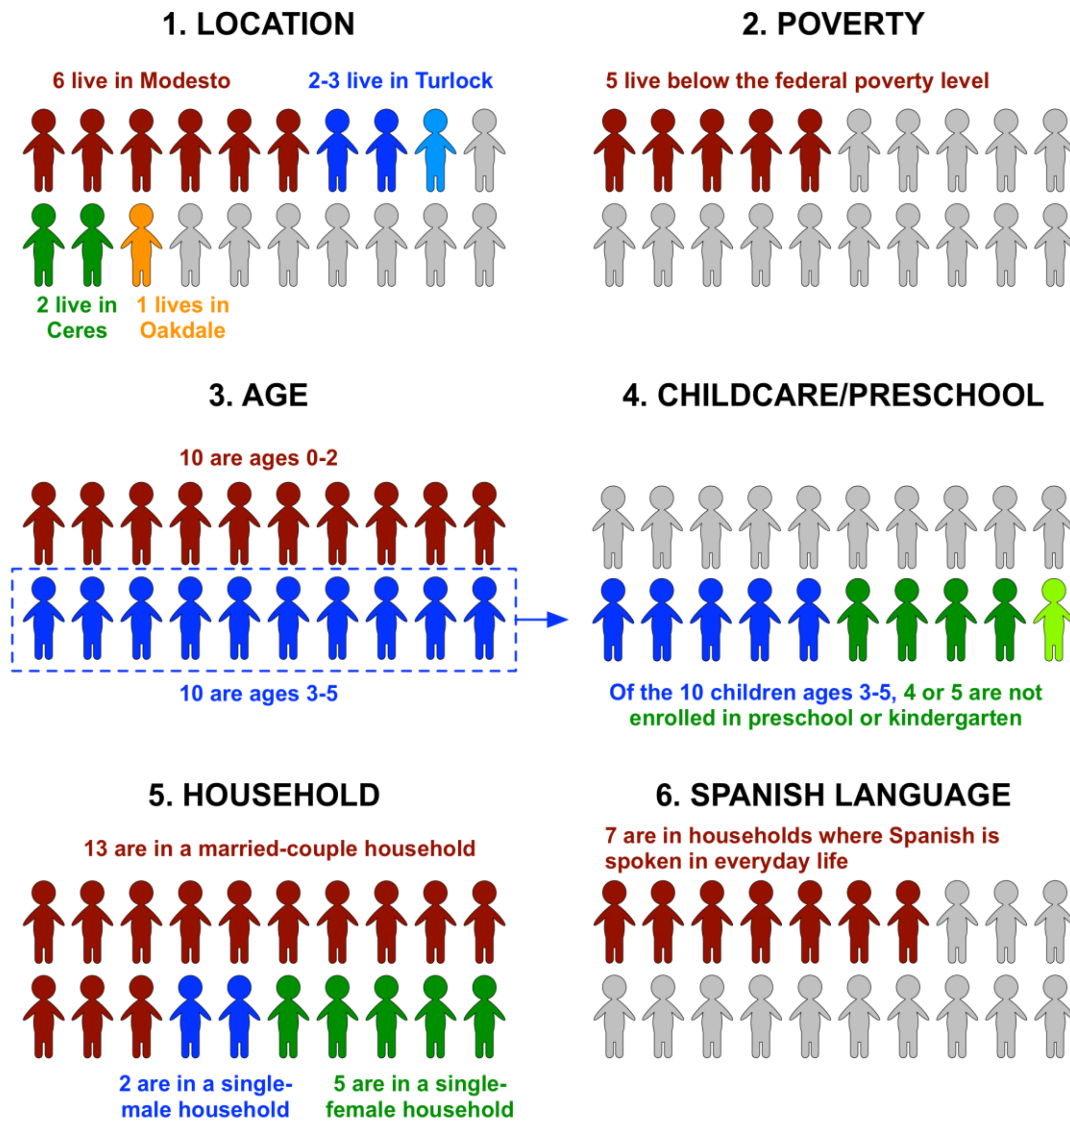 1. LOCATION
6 live in Modesto
2-3 live in Turlock
2 live in
Ceres
1 lives in
Oakdale
2. POVERTY
5 live below the federal poverty level
3. AGE
10 are ages 0-2
10 are ages 3-5
4. CHILDCARE/PRESCHOOL
Of the 10 children ages 3-5, 4 or 5 are not
enrolled in preschool or kindergarten
5. HOUSEHOLD
13 are in a married-couple household
2 are in a single-
male household
5 are in a single-
female household
6. SPANISH LANGUAGE
7 are in households where Spanish is
spoken in everyday life